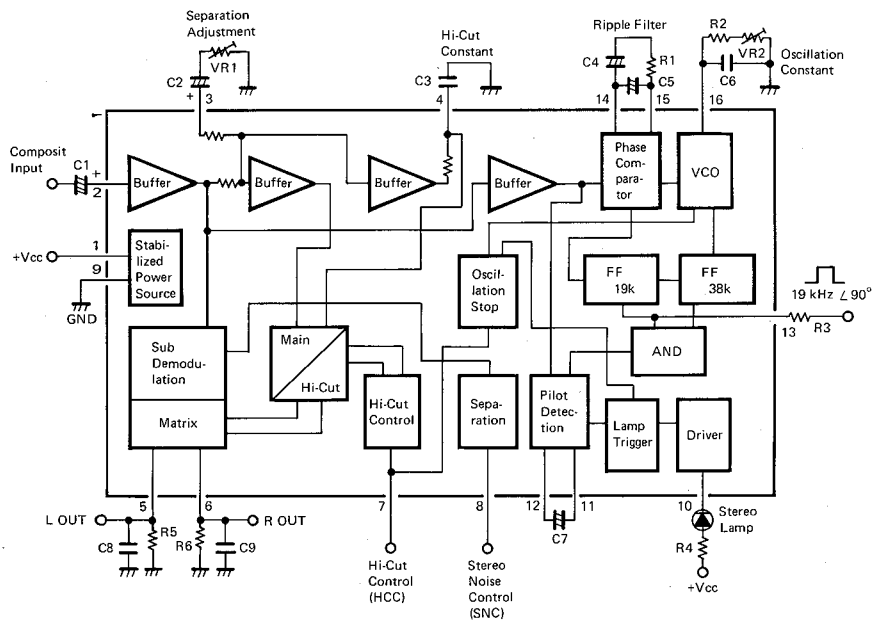 Separation
Adjustment
VR1
C2
+
3
Hi-Cut
Constant
C3
4
Ripple Filter
C4
R1
C5
14
15
R2
VR2
C6
Oscillation
Constant
16
Composit
Input
C1
+
2
Buffer
Buffer
Buffer
Buffer
Phase
Com-
para-
tor
VCO
+Vcc
1
9
GND
Stabi-
lized
Power
Source
Oscil-
lation
Stop
FF
19k
FF
38k
19 kHz ∠90°
13
R3
AND
Sub
Demodu-
lation
Matrix
Main
Hi-Cut
Hi-Cut
Control
Sepa-
ration
Pilot
Detec-
tion
Lamp
Trigger
Driver
5
6
7
8
12
11
10
L OUT
R OUT
C8
R5
R6
C9
C7
Stereo
Lamp
R4
+Vcc
Hi-Cut
Control
(HCC)
Stereo
Noise
Control
(SNC)